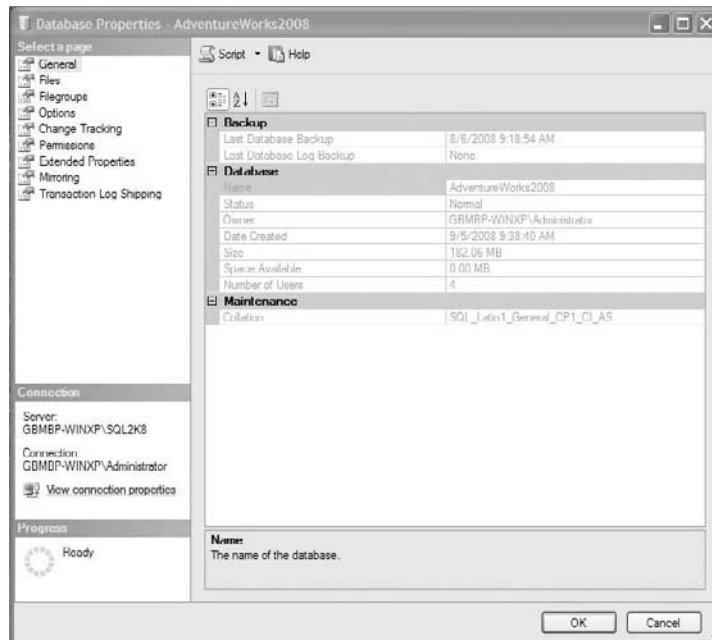 Database Properties - AdventureWorks2008
Select a page
General
Files
Filegroups
Options
Change Tracking
Permissions
Extended Properties
Mirroring
Transaction Log Shipping
Connection
Server:
GBMBP-WINXP\SQL2K8
Connection:
GBMBP-WINXP\Administrator
View connection properties
Progress
Ready
Script Help
Backup
Last Database Backup 8/6/2008 9:18:54 AM
Last Database Log Backup None
Database
Name AdventureWorks2008
Status Normal
Owner GBMBP-WINXP\Administrator
Date Created 9/5/2008 9:38:40 AM
Size 182.06 MB
Space Available 0.00 MB
Number of Users 4
Maintenance
Collation SQL_Latin1_General_CP1_CI_AS
Name
The name of the database.
OK Cancel